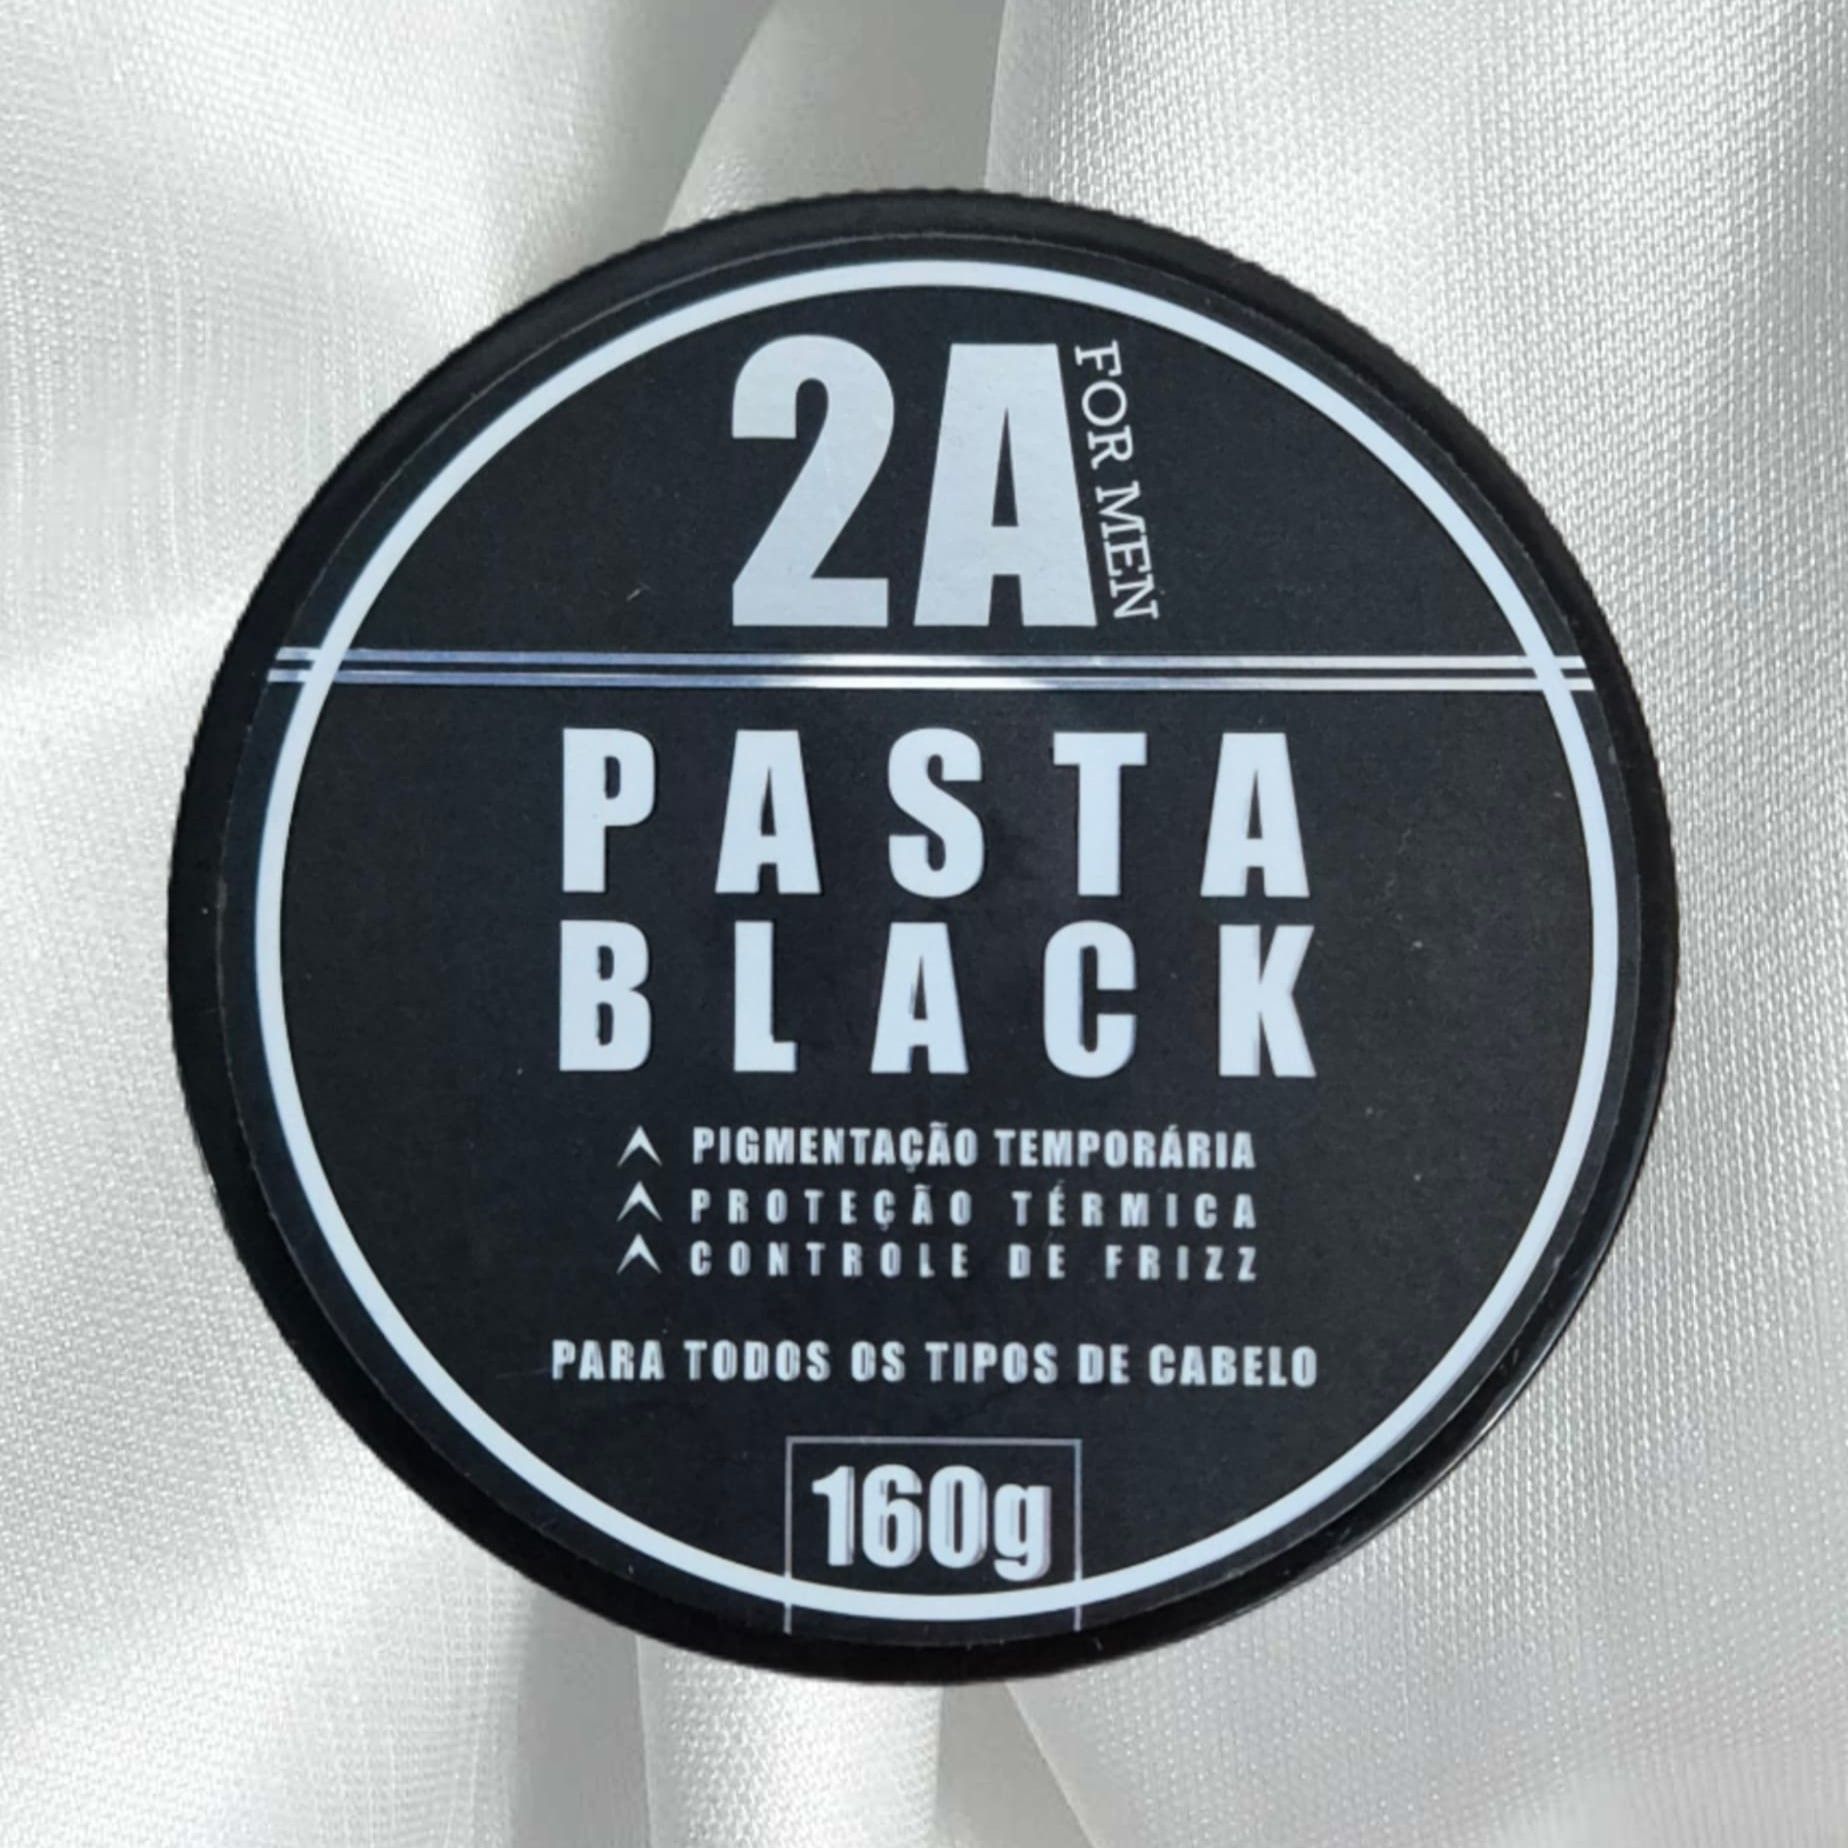 2A FOR MEN
PASTA
BLACK
PIGMENTAÇÃO TEMPORÁRIA
PROTEÇÃO TÉRMICA
CONTROLE DE FRIZZ
PARA TODOS OS TIPOS DE CABELO
160g